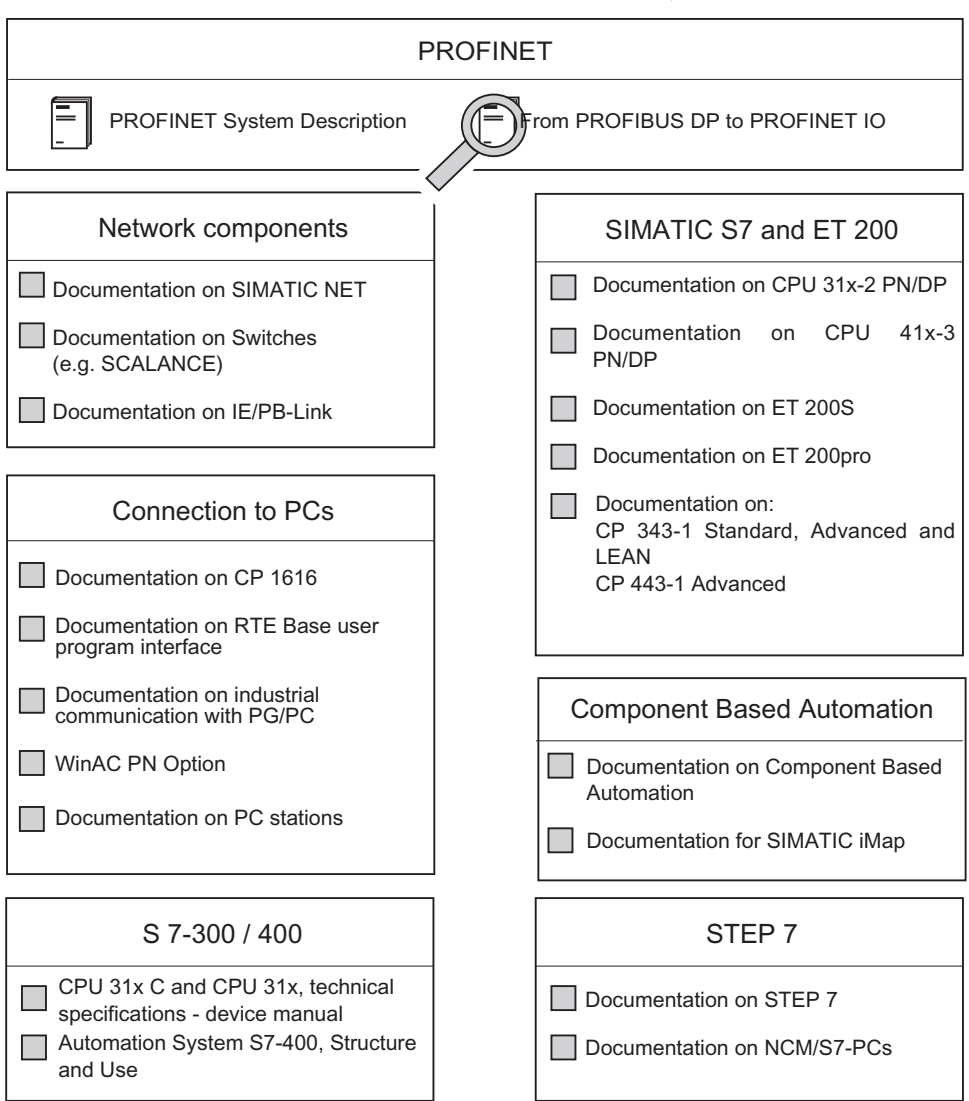 PROFINET
PROFINET System Description
From PROFIBUS DP to PROFINET IO
Network components
Documentation on SIMATIC NET
Documentation on Switches
(e.g. SCALANCE)
Documentation on IE/PB-Link
Connection to PCs
Documentation on CP 1616
Documentation on RTE Base user
program interface
Documentation on industrial
communication with PG/PC
WinAC PN Option
Documentation on PC stations
S 7-300 / 400
CPU 31x C and CPU 31x, technical
specifications - device manual
Automation System S7-400, Structure
and Use
SIMATIC S7 and ET 200
Documentation on CPU 31x-2 PN/DP
Documentation on CPU 41x-3
PN/DP
Documentation on ET 200S
Documentation on ET 200pro
Documentation on:
CP 343-1 Standard, Advanced and
LEAN
CP 443-1 Advanced
Component Based Automation
Documentation on Component Based
Automation
Documentation for SIMATIC iMap
STEP 7
Documentation on STEP 7
Documentation on NCM/S7-PCs